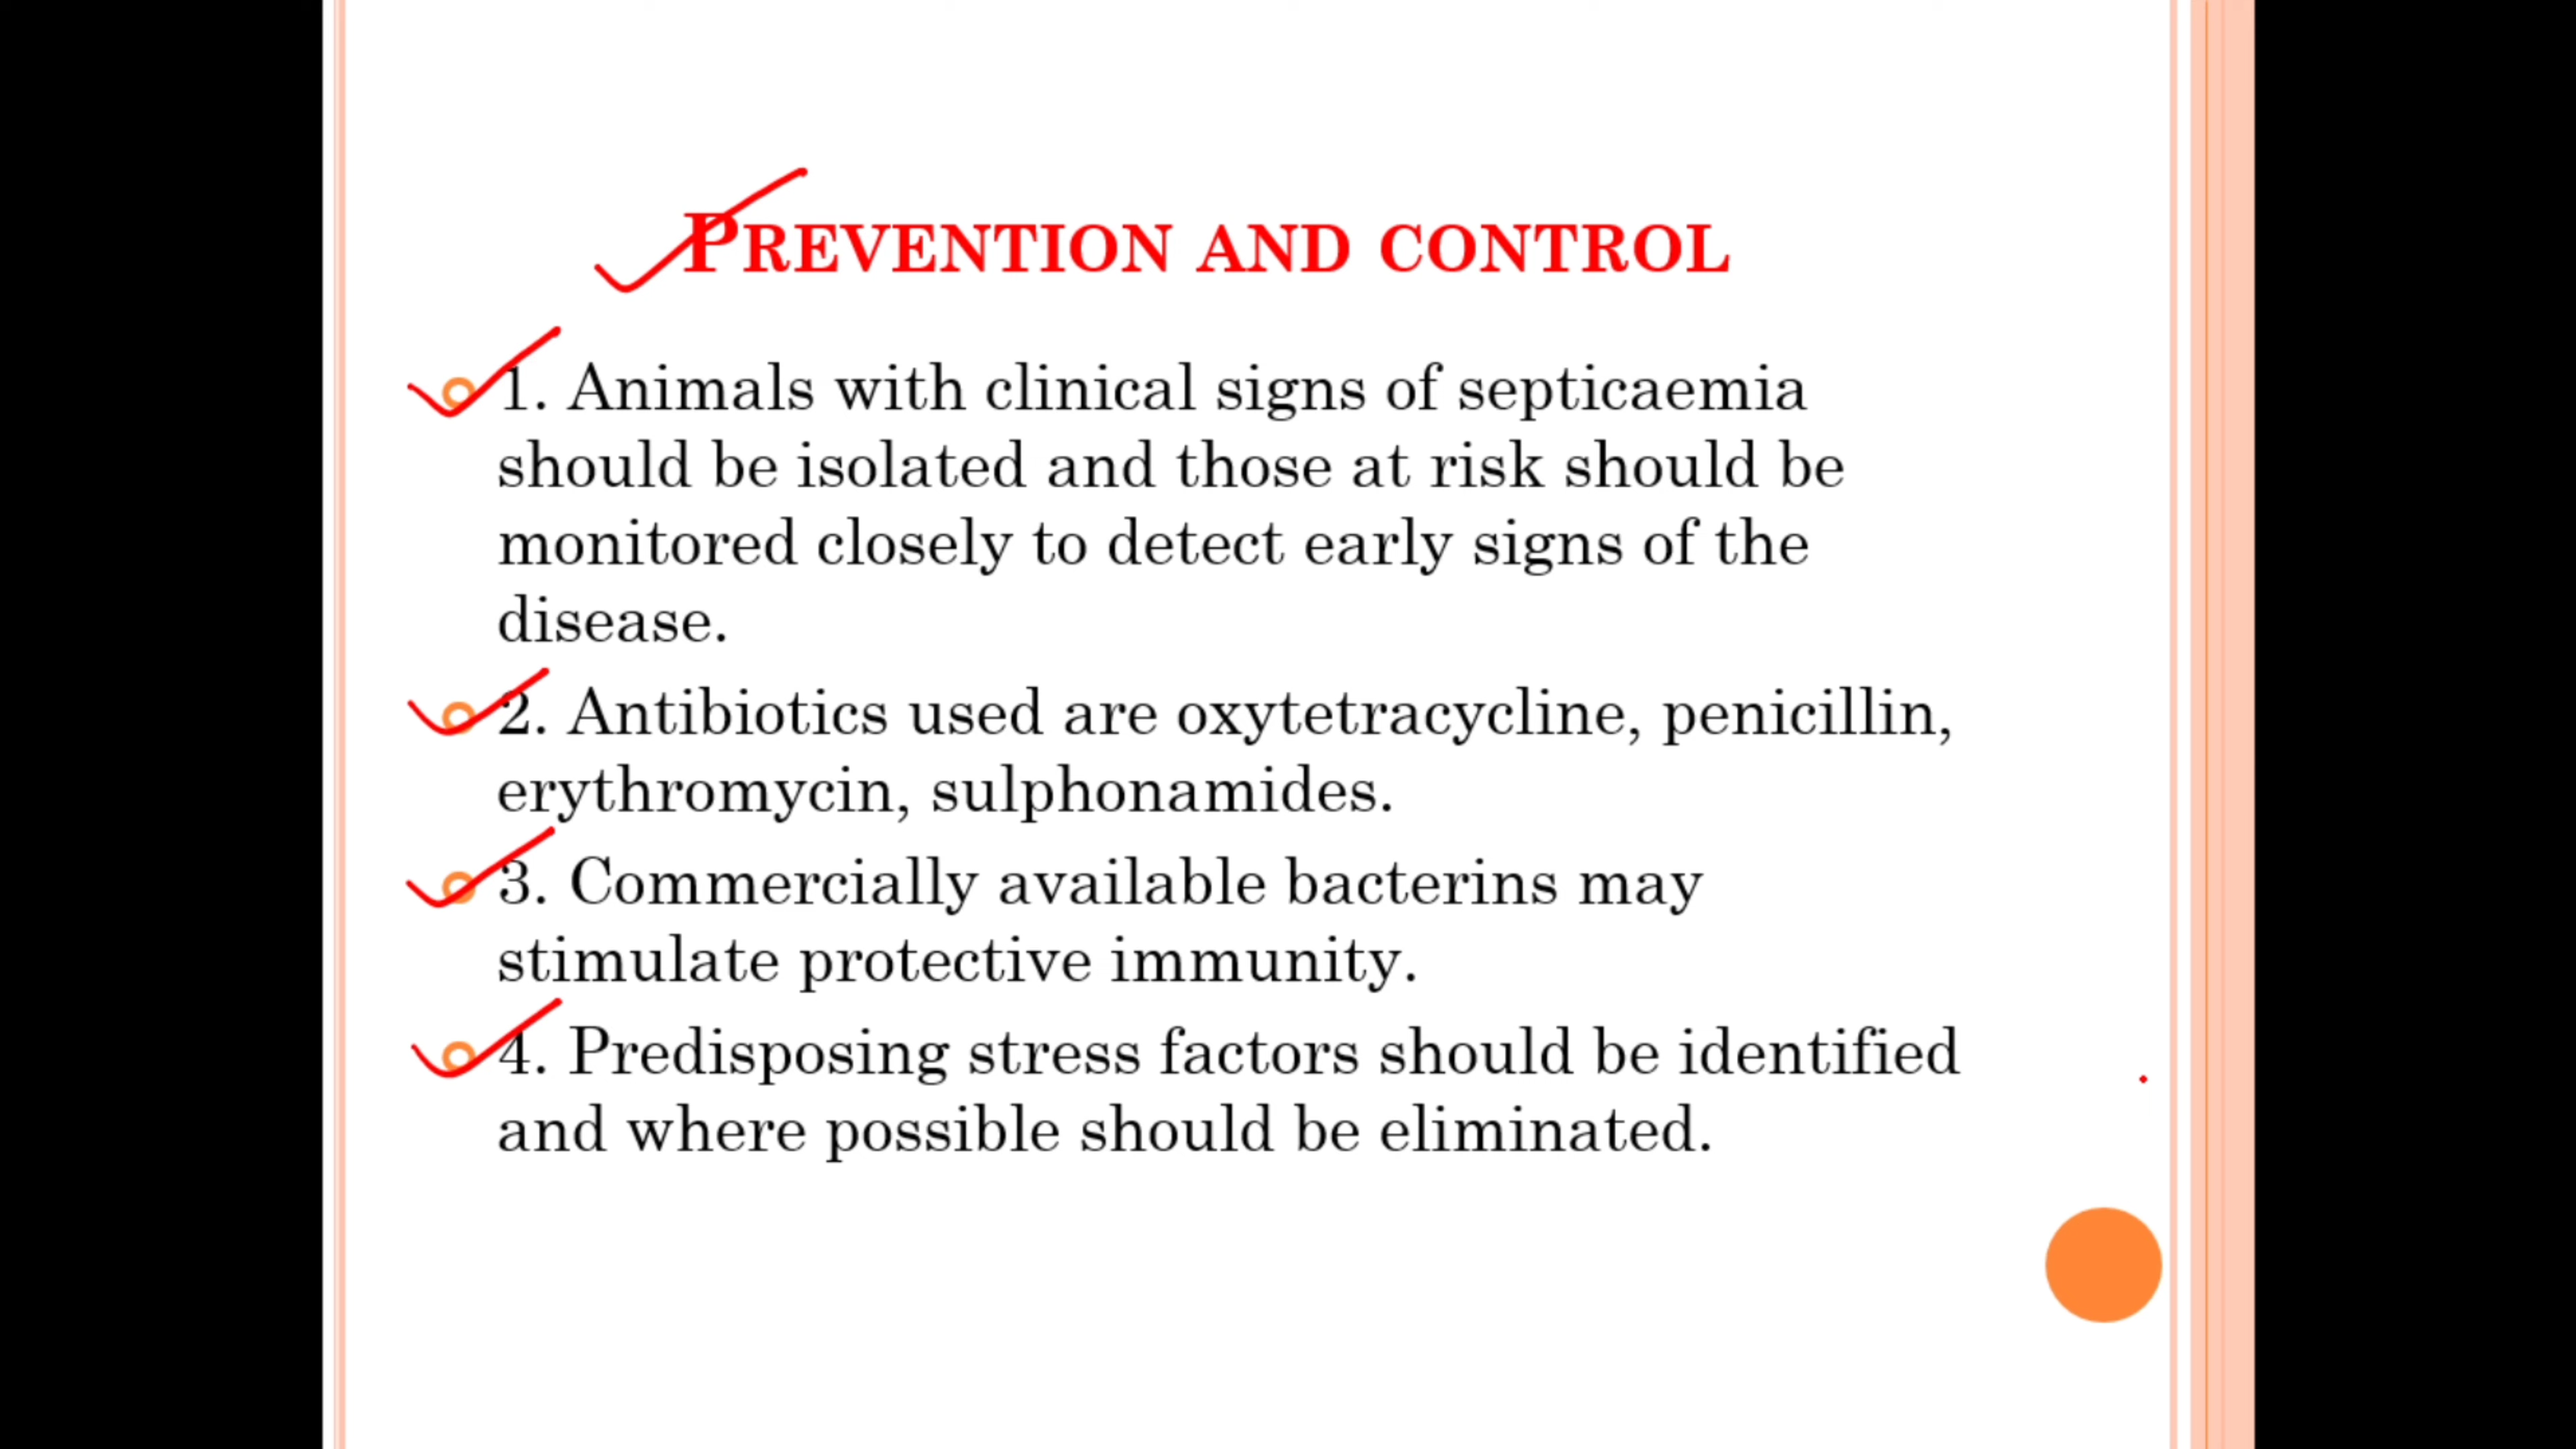 PREVENTION AND CONTROL
1. Animals with clinical signs of septicaemia
should be isolated and those at risk should be
monitored closely to detect early signs of the
disease.
2. Antibiotics used are oxytetracycline, penicillin,
erythromycin, sulphonamides.
3. Commercially available bacterins may
stimulate protective immunity.
4. Predisposing stress factors should be identified
and where possible should be eliminated.